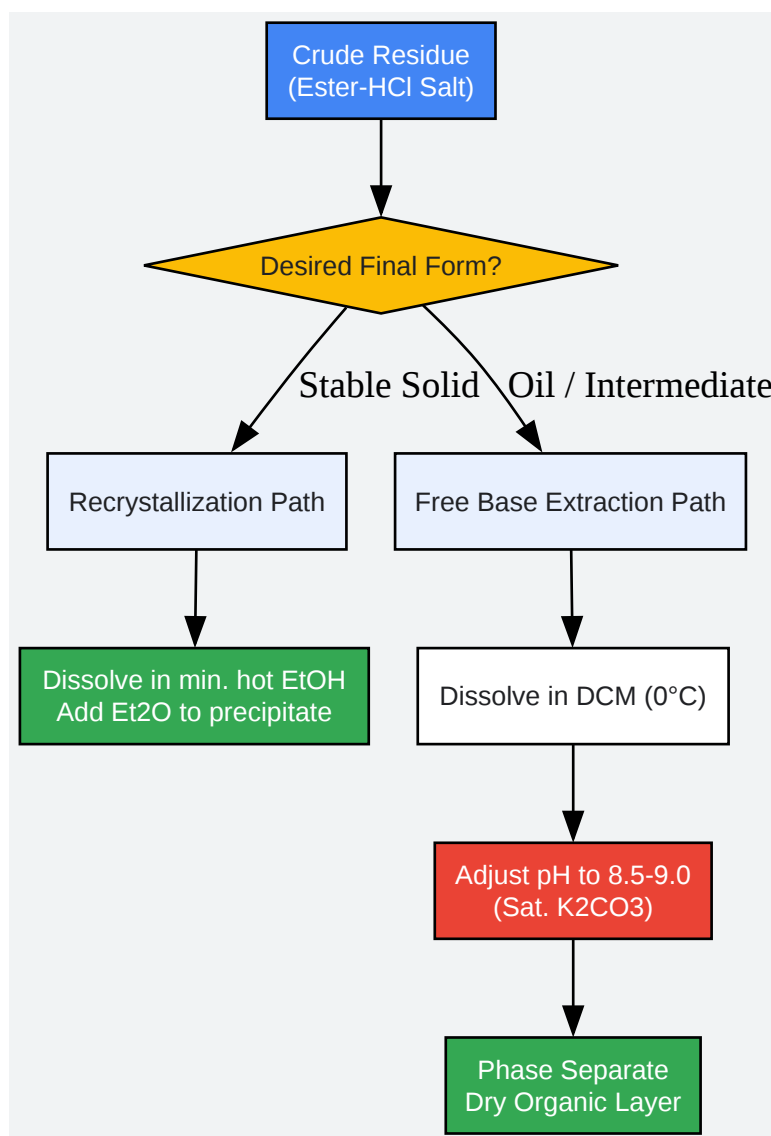 Crude Residue
(Ester-HCl Salt)
Desired Final Form?
Stable Solid
Oil / Intermediate
Recrystallization Path
Free Base Extraction Path
Dissolve in min. hot EtOH
Add Et2O to precipitate
Dissolve in DCM (0°C)
Adjust pH to 8.5-9.0
(Sat. K2CO3)
Phase Separate
Dry Organic Layer